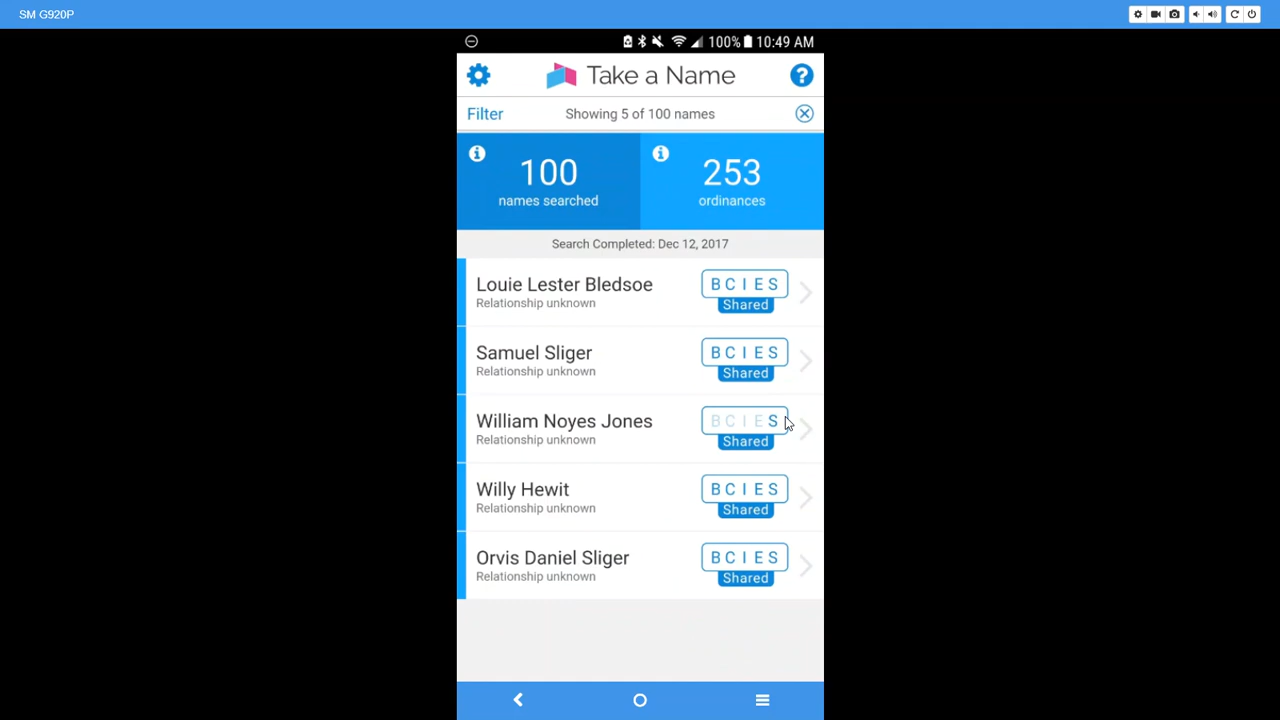 SM G920P
100% 10:49 AM
Take a Name
Filter
Showing 5 of 100 names
100
names searched
253
ordinances
Search Completed: Dec 12, 2017
Louie Lester Bledsoe
Relationship unknown
B C I E S
Shared
Samuel Sliger
Relationship unknown
B C I E S
Shared
William Noyes Jones
Relationship unknown
B C I E S
Shared
Willy Hewit
Relationship unknown
B C I E S
Shared
Orvis Daniel Sliger
Relationship unknown
B C I E S
Shared